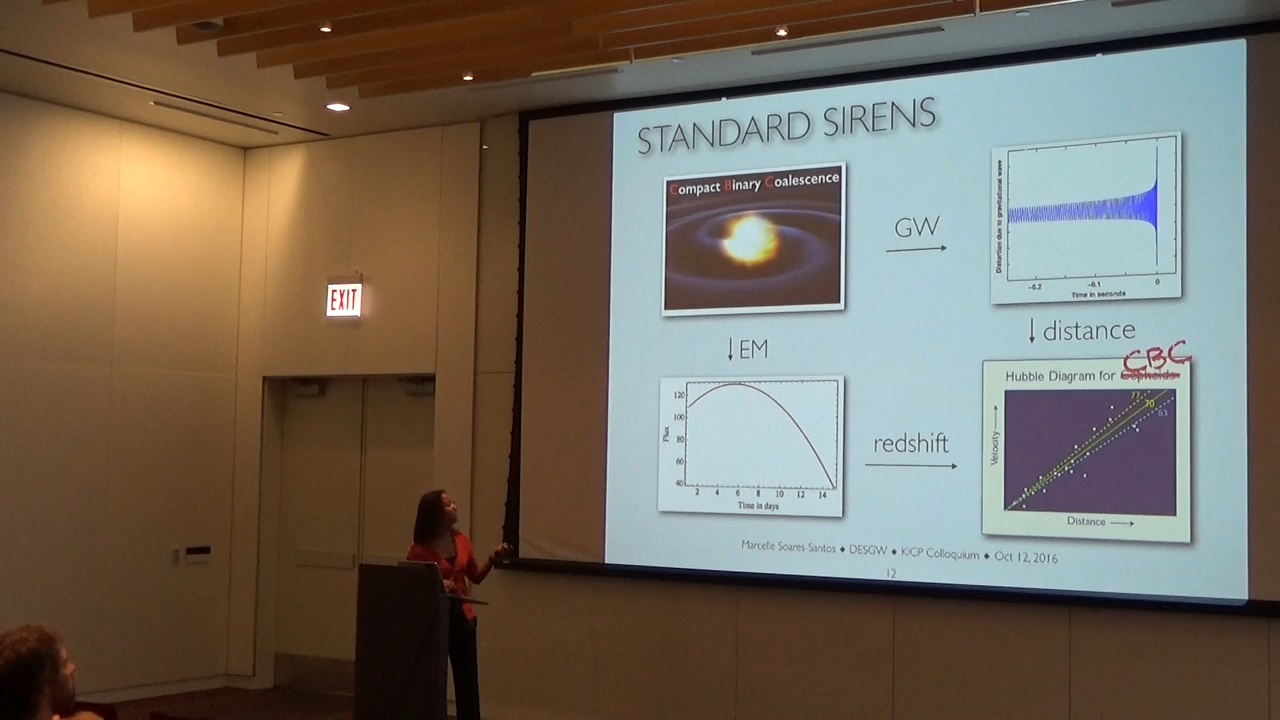 STANDARD SIRENS
Compact Binary Coalescence
GW
Distortion due to gravitational wave
-0.2 -0.1 0
Time in seconds
EXIT
↓ EM
↓ distance
CBC
Hubble Diagram for Cepheids
77
70
63
Velocity
Distance
Flux
120
100
80
60
40
2 4 6 8 10 12 14
Time in days
redshift
Marcelle Soares-Santos ◆ DESGW ◆ KICP Colloquium ◆ Oct 12, 2016
12